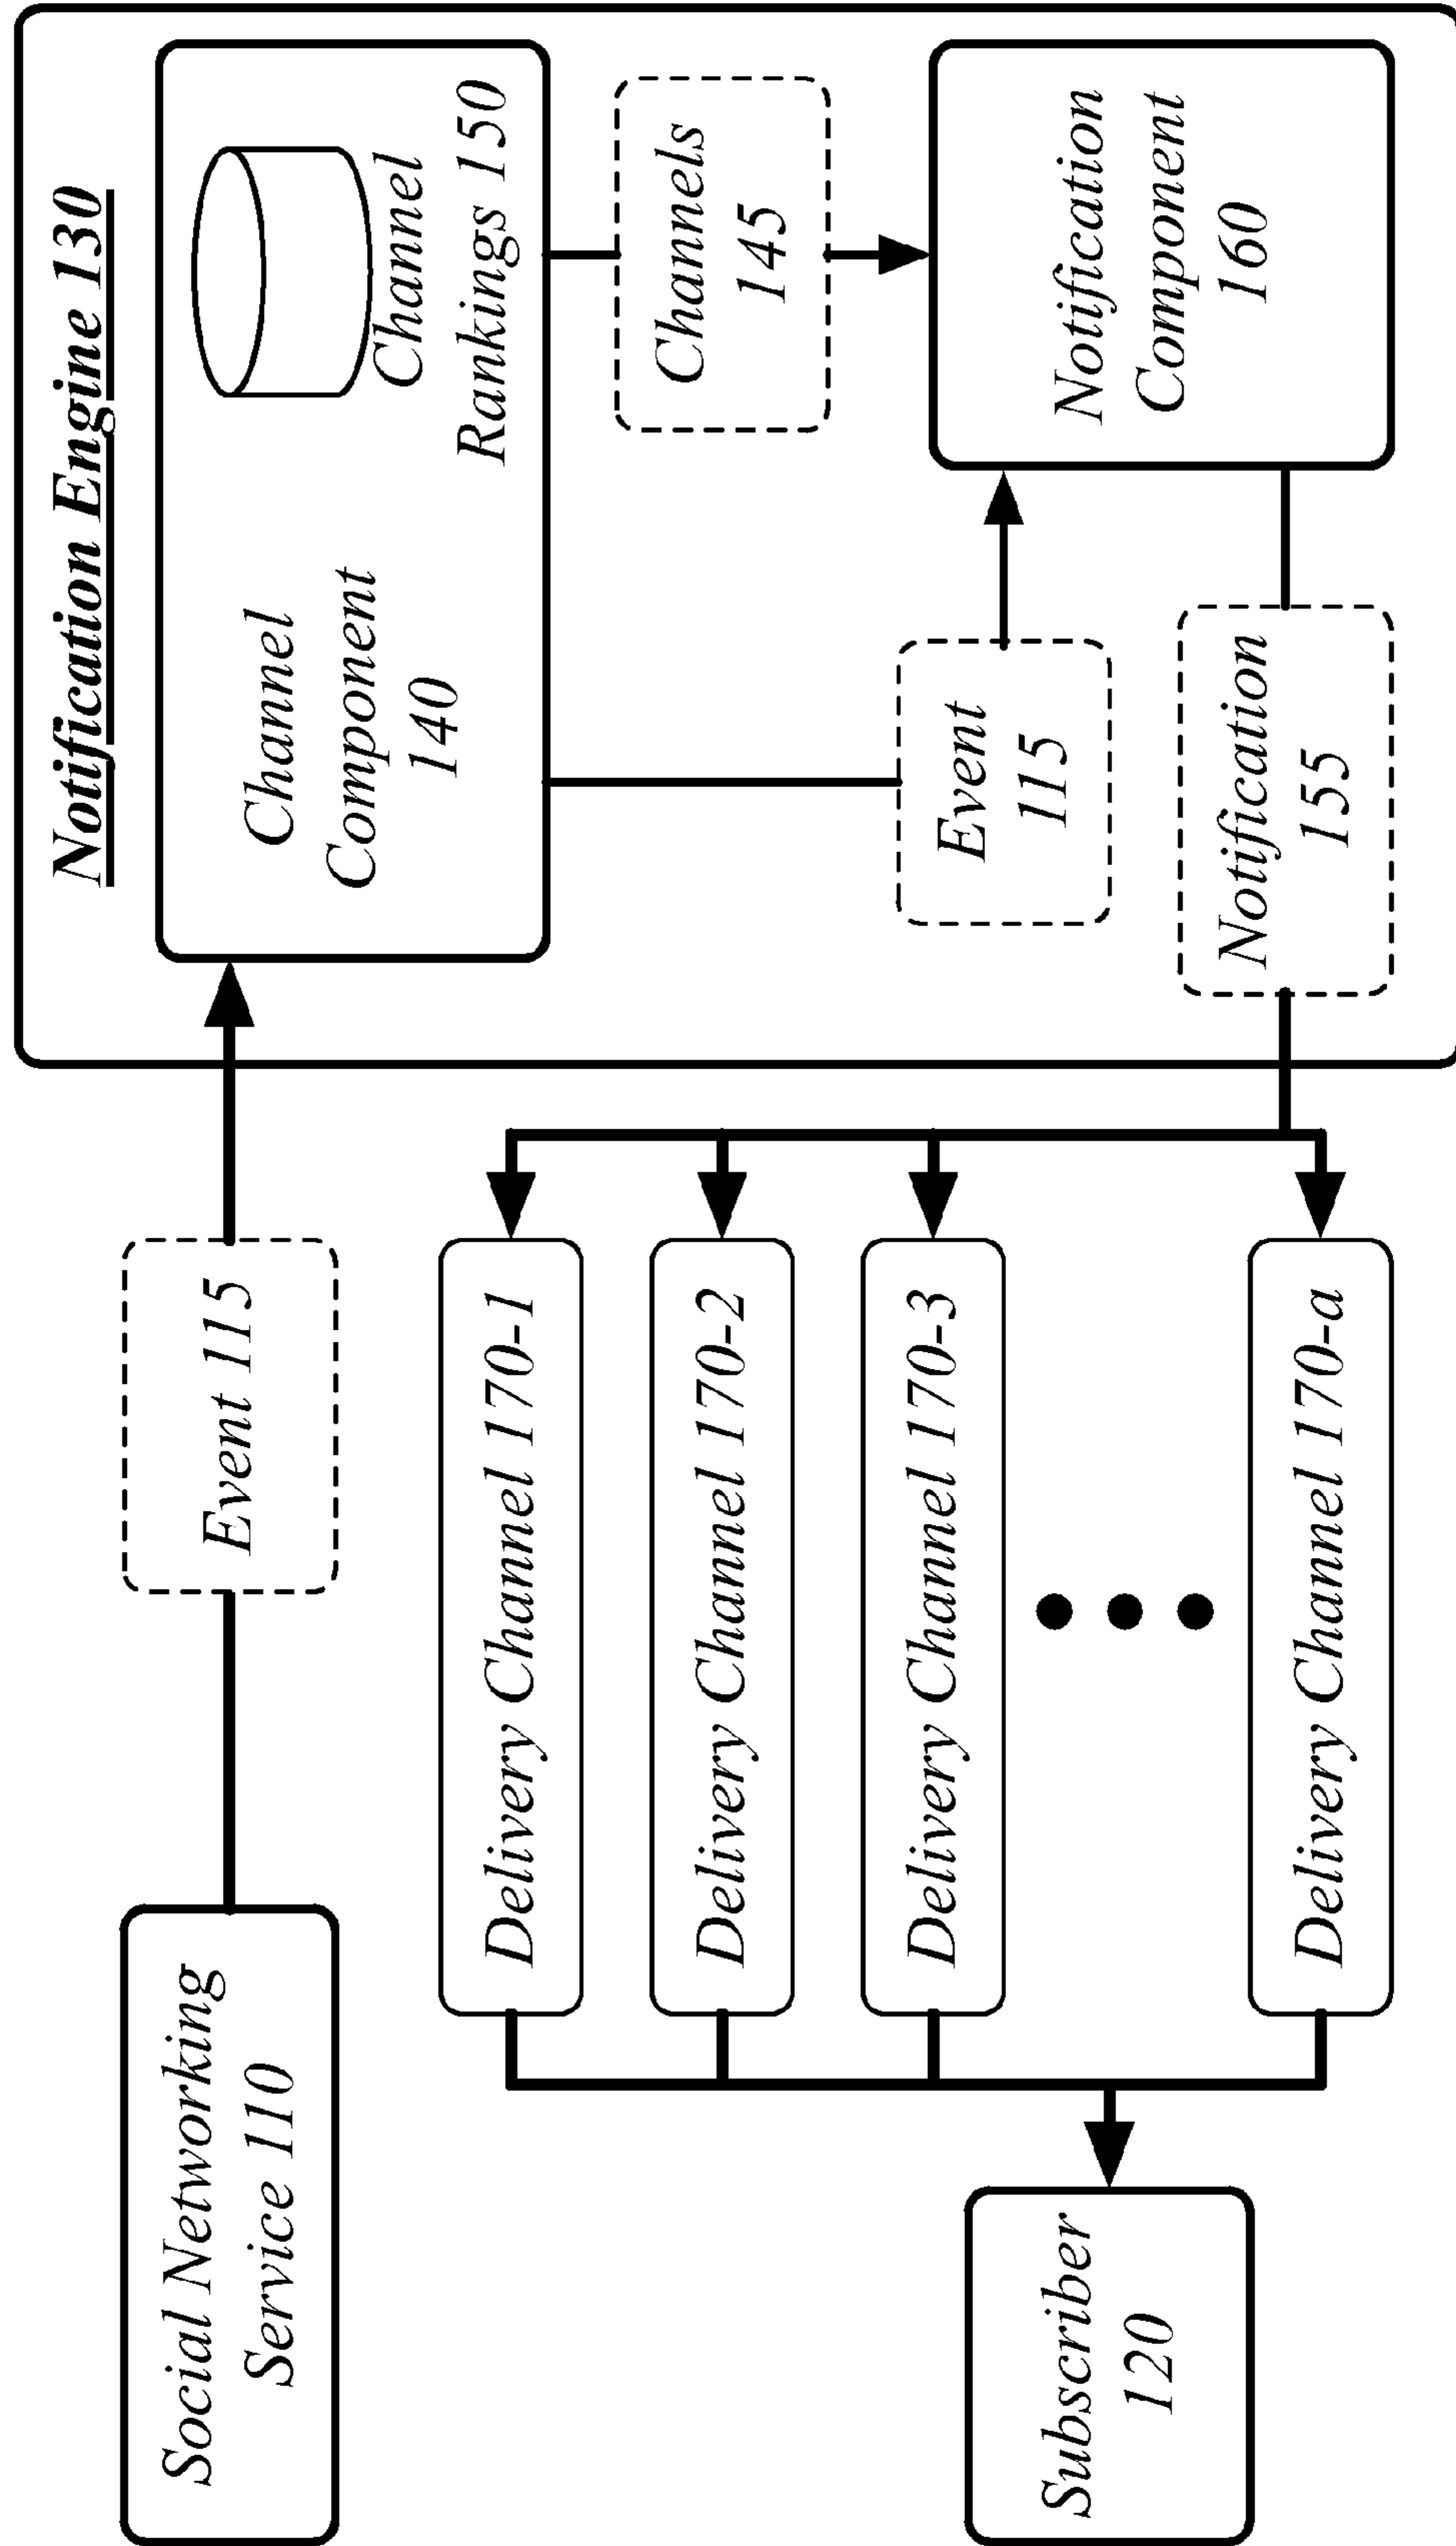 Social Networking
Service 110
Event 115
Notification Engine 130
Channel
Component
140
Channel
Rankings 150
Channels
145
Event
115
Notification
Component
160
Notification
155
Delivery Channel 170-1
Delivery Channel 170-2
Delivery Channel 170-3
Delivery Channel 170-a
Subscriber
120